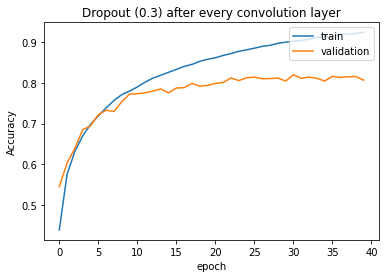 Dropout (0.3) after every convolution layer
train
validation
0.9
0.8
0.7
0.6
0.5
Accuracy
0 5 10 15 20 25 30 35 40
epoch